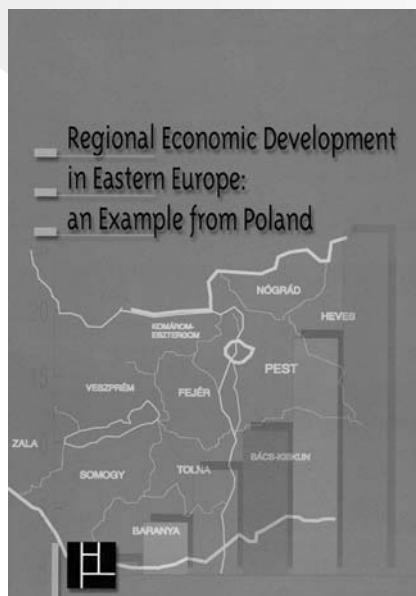 Regional Economic Development
in Eastern Europe:
an Example from Poland
NÓGRÁD
HEVES
KOMÁROM-
ESZTERGOM
PEST
VESZPRÉM
FEJÉR
ZALA
BÁCS-KISKUN
TOLNA
SOMOGY
BARANYA